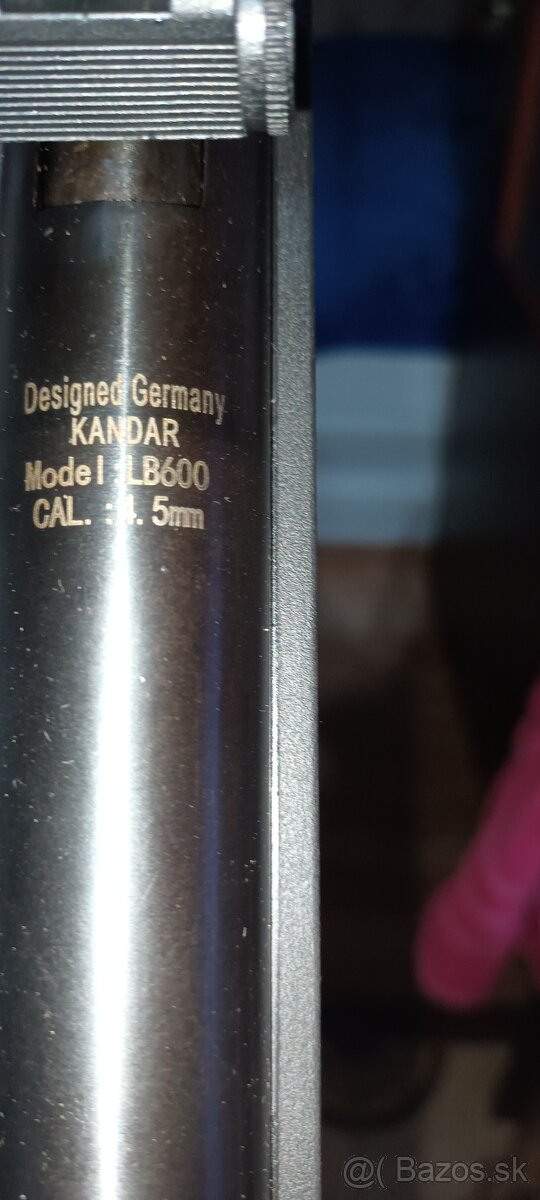 Designed Germany
KANDAR
Model :LB600
CAL. :4.5mm
@( Bazos.sk